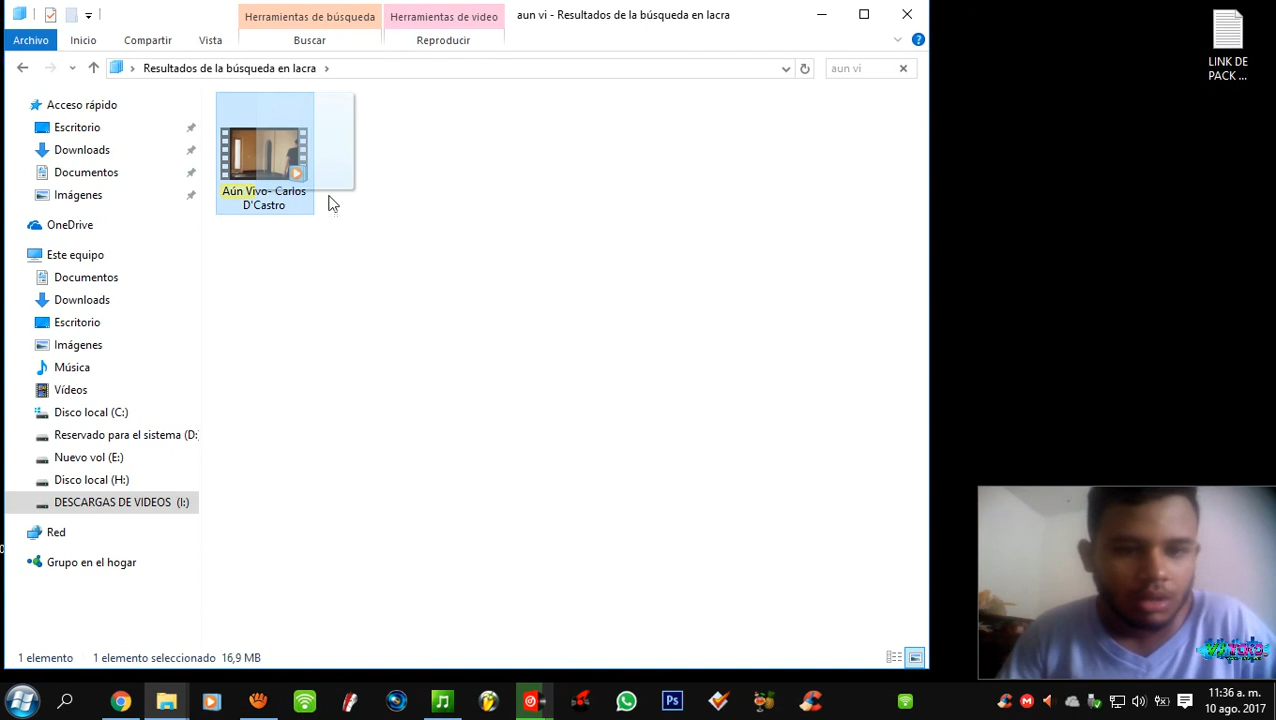 Herramientas de búsqueda
Herramientas de video
aun vi - Resultados de la búsqueda en lacra
Archivo
Inicio
Compartir
Vista
Buscar
Reproducir
Resultados de la búsqueda en lacra
aun vi
Acceso rápido
Escritorio
Downloads
Documentos
Imágenes
OneDrive
Este equipo
Documentos
Downloads
Escritorio
Imágenes
Música
Vídeos
Disco local (C:)
Reservado para el sistema (D:)
Nuevo vol (E:)
Disco local (H:)
DESCARGAS DE VIDEOS (I:)
Red
Grupo en el hogar
Aún Vivo- Carlos
D'Castro
LINK DE
PACK ...
1 elemento
1 elemento seleccionado 16,9 MB
Ps
11:36 a. m.
10 ago. 2017